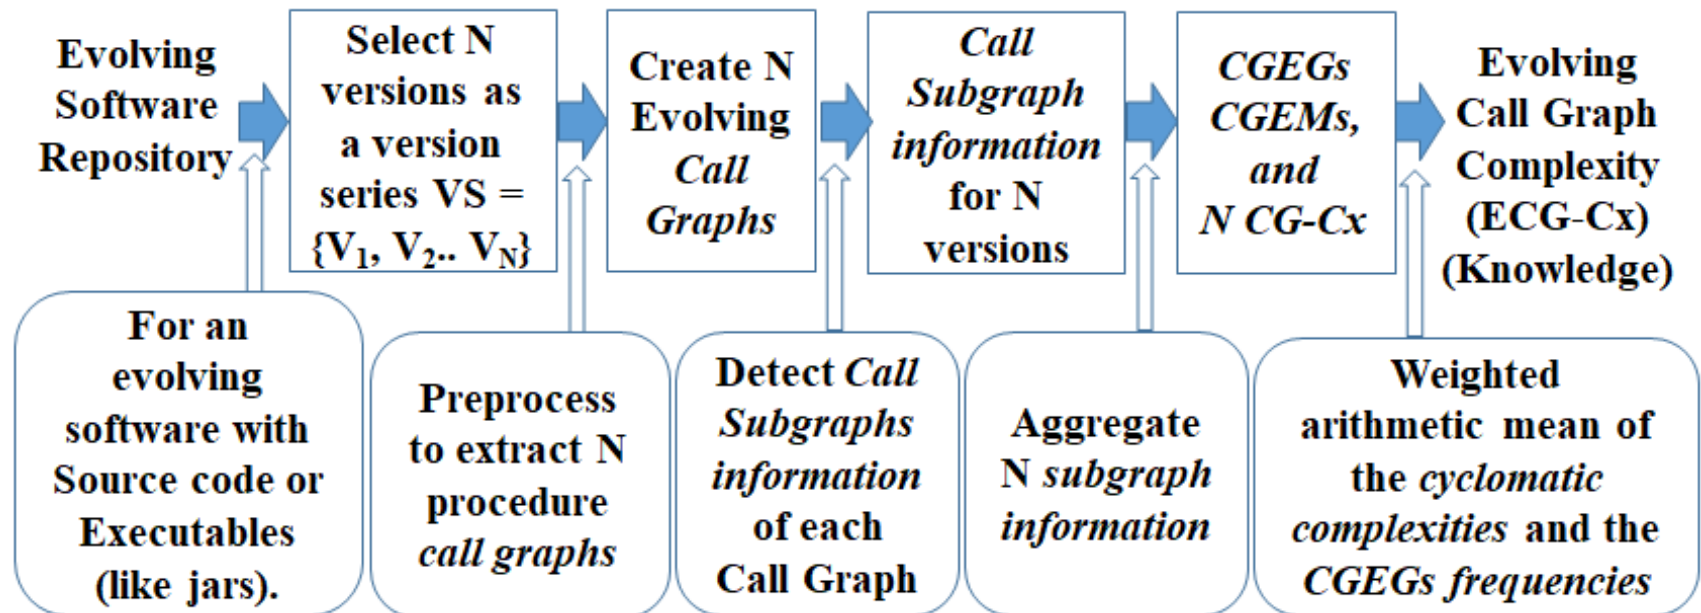 Evolving
Software
Repository
Select N
versions as
a version
series VS =
{V₁, V₂.. V_N}
Create N
Evolving
Call
Graphs
Call
Subgraph
information
for N
versions
CGEGs
CGEMs,
and
N CG-Cx
Evolving
Call Graph
Complexity
(ECG-Cx)
(Knowledge)
For an
evolving
software with
Source code or
Executables
(like jars).
Preprocess
to extract N
procedure
call graphs
Detect Call
Subgraphs
information
of each
Call Graph
Aggregate
N subgraph
information
Weighted
arithmetic mean of
the cyclomatic
complexities and the
CGEGs frequencies